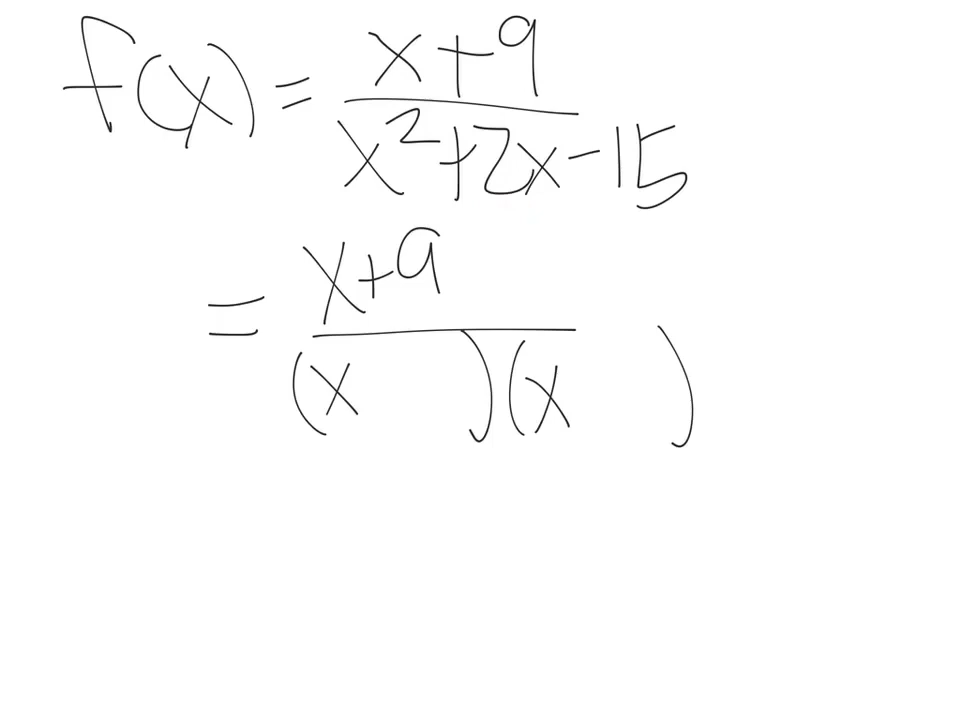 f(x) = x+9
x²+2x-15
= x+9
(x )(x )